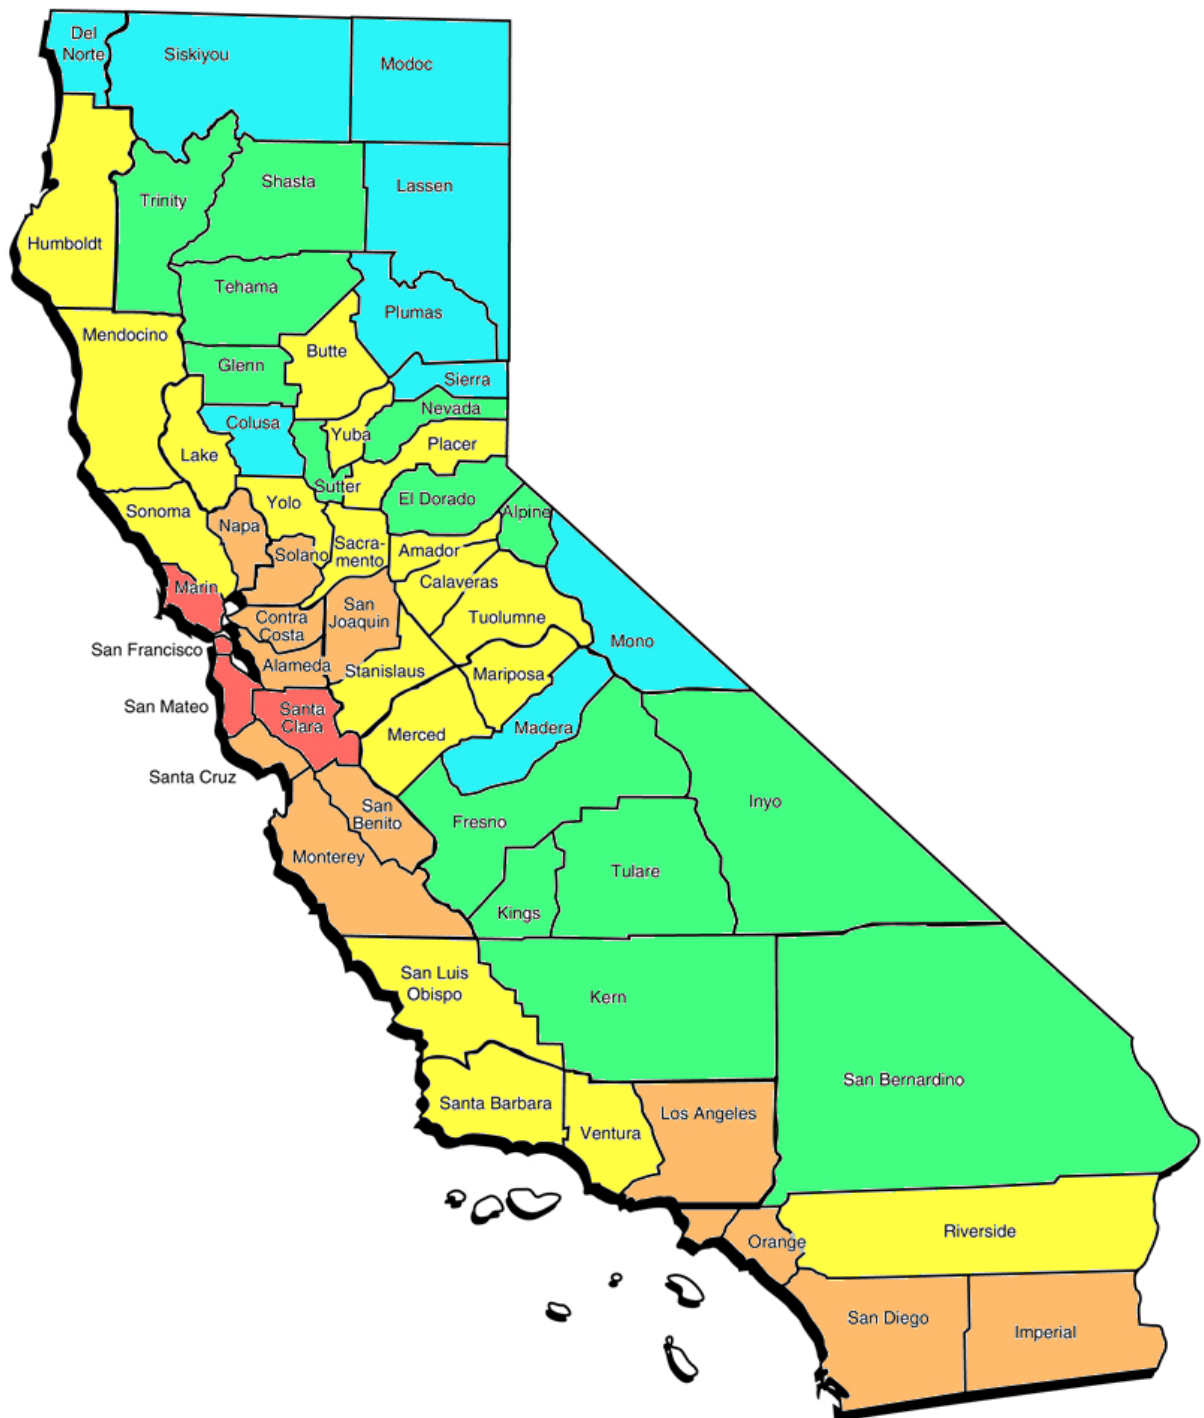 Del
Norte
Siskiyou
Modoc
Trinity
Shasta
Lassen
Humboldt
Tehama
Plumas
Mendocino
Glenn
Butte
Sierra
Colusa
Nevada
Lake
Yuba
Placer
Sutter
Sonoma
Yolo
El Dorado
Napa
Alpine
Solano
Sacra-
mento
Amador
Marin
Calaveras
Contra
Costa
San
Joaquin
Tuolumne
San Francisco
Alameda
Stanislaus
Mono
Mariposa
San Mateo
Santa
Clara
Merced
Madera
Santa Cruz
San
Benito
Fresno
Inyo
Monterey
Tulare
Kings
San Luis
Obispo
Kern
San Bernardino
Santa Barbara
Ventura
Los Angeles
Orange
Riverside
San Diego
Imperial